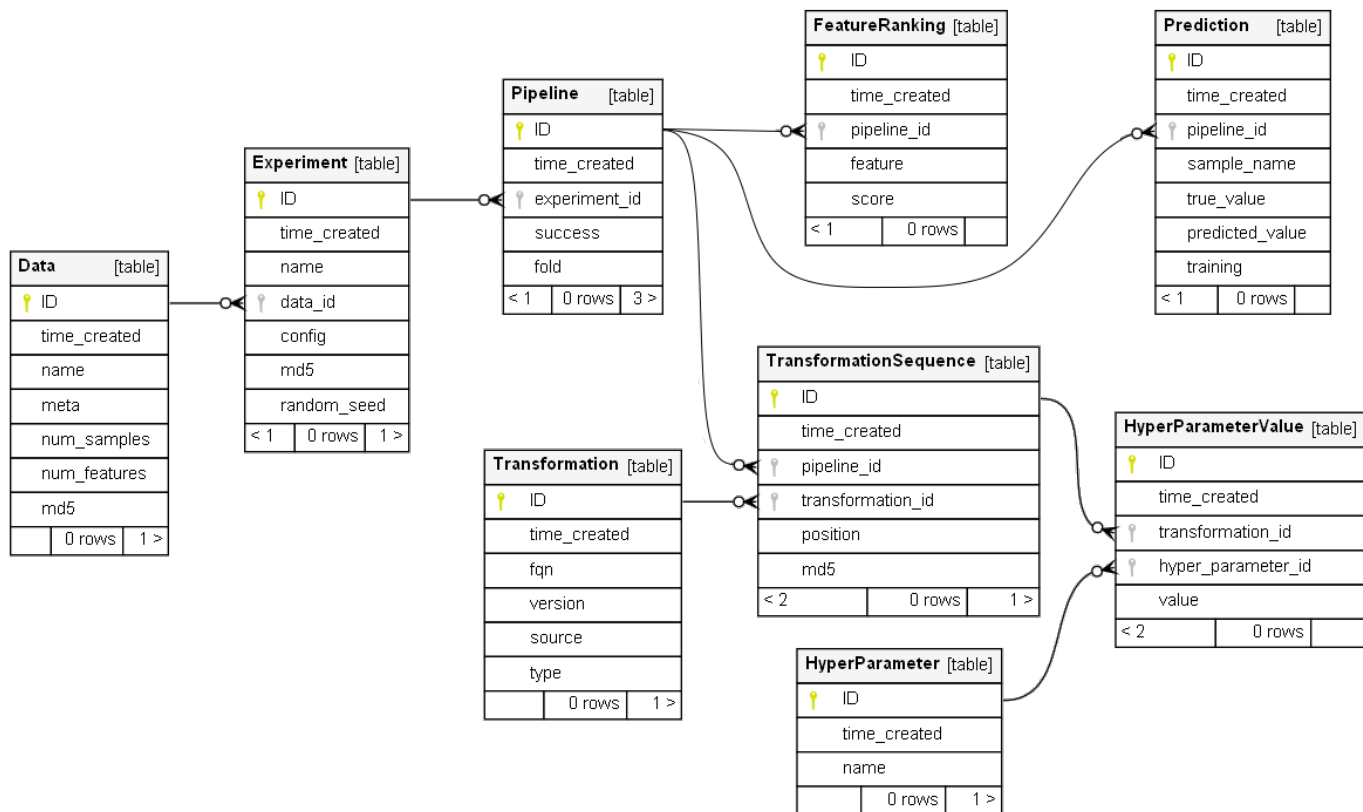 Data [table]
ID
time_created
name
meta
num_samples
num_features
md5
0 rows 1 >
Experiment [table]
ID
time_created
name
data_id
config
md5
random_seed
< 1 0 rows 1 >
Pipeline [table]
ID
time_created
experiment_id
success
fold
< 1 0 rows 3 >
FeatureRanking [table]
ID
time_created
pipeline_id
feature
score
< 1 0 rows
Prediction [table]
ID
time_created
pipeline_id
sample_name
true_value
predicted_value
training
< 1 0 rows
Transformation [table]
ID
time_created
fqn
version
source
type
0 rows 1 >
TransformationSequence [table]
ID
time_created
pipeline_id
transformation_id
position
md5
< 2 0 rows 1 >
HyperParameter [table]
ID
time_created
name
0 rows 1 >
HyperParameterValue [table]
ID
time_created
transformation_id
hyper_parameter_id
value
< 2 0 rows